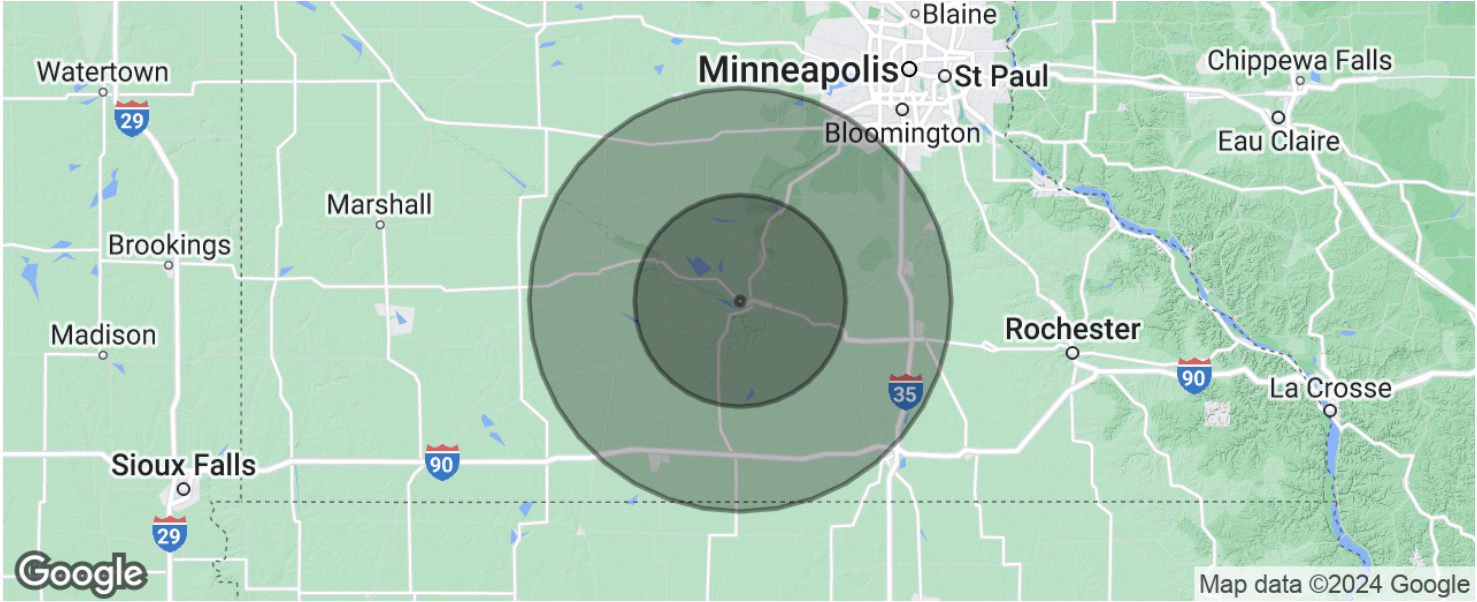 Blaine
Minneapolis
St Paul
Chippewa Falls
Watertown
29
Bloomington
Eau Claire
Marshall
Brookings
Madison
Rochester
90
35
La Crosse
Sioux Falls
90
29
Google
Map data ©2024 Google